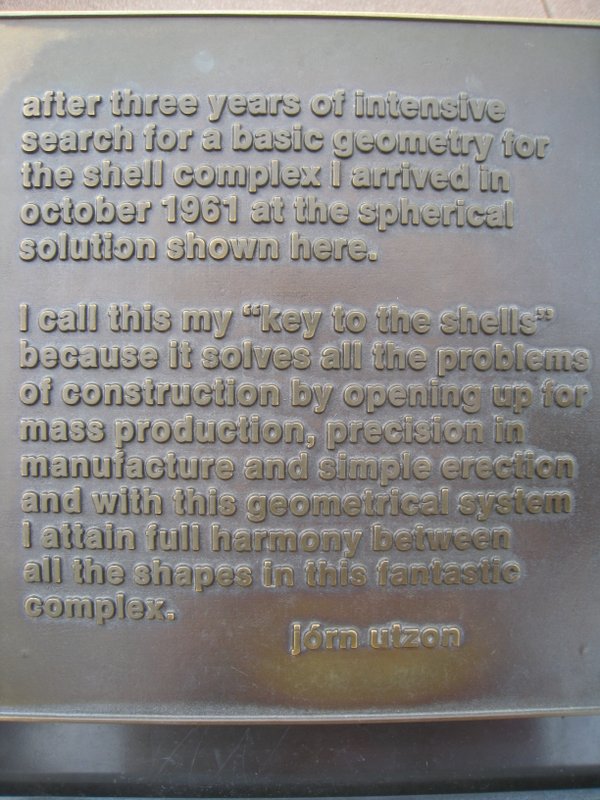 after three years of intensive
search for a basic geometry for
the shell complex I arrived in
october 1961 at the spherical
solution shown here.
I call this my “key to the shells”
because it solves all the problems
of construction by opening up for
mass production, precision in
manufacture and simple erection
and with this geometrical system
I attain full harmony between
all the shapes in this fantastic
complex.
jórn utzon